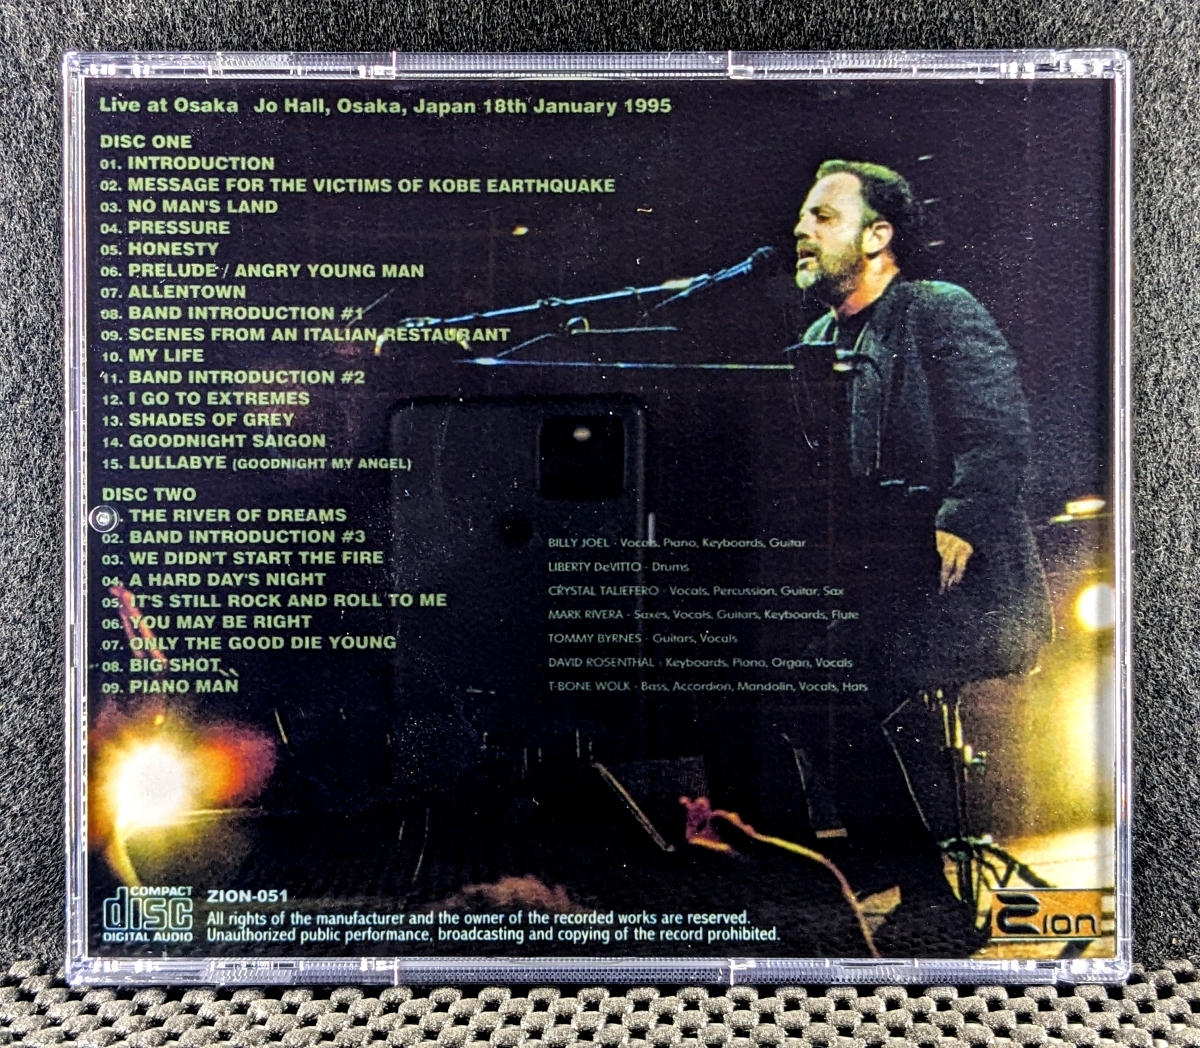 Live at Osaka Jo Hall, Osaka, Japan 18th January 1995
DISC ONE
01. INTRODUCTION
02. MESSAGE FOR THE VICTIMS OF KOBE EARTHQUAKE
03. NO MAN'S LAND
04. PRESSURE
05. HONESTY
06. PRELUDE / ANGRY YOUNG MAN
07. ALLENTOWN
08. BAND INTRODUCTION #1
09. SCENES FROM AN ITALIAN RESTAURANT
10. MY LIFE
11. BAND INTRODUCTION #2
12. I GO TO EXTREMES
13. SHADES OF GREY
14. GOODNIGHT SAIGON
15. LULLABYE (GOODNIGHT MY ANGEL)
DISC TWO
. THE RIVER OF DREAMS
02. BAND INTRODUCTION #3
03. WE DIDN'T START THE FIRE
04. A HARD DAY'S NIGHT
05. IT'S STILL ROCK AND ROLL TO ME
06. YOU MAY BE RIGHT
07. ONLY THE GOOD DIE YOUNG
08. BIG SHOT
09. PIANO MAN
BILLY JOEL - Vocals, Piano, Keyboards, Guitar
LIBERTY DeVITTO - Drums
CRYSTAL TALIEFERO - Vocals, Percussion, Guitar, Sax
MARK RIVERA - Saxes, Vocals, Guitars, Keyboards, Flute
TOMMY BYRNES - Guitars, Vocals
DAVID ROSENTHAL - Keyboards, Piano, Organ, Vocals
T-BONE WOLK - Bass, Accordion, Mandolin, Vocals, Hats
COMPACT
disc
DIGITAL AUDIO
ZION-051
All rights of the manufacturer and the owner of the recorded works are reserved.
Unauthorized public performance, broadcasting and copying of the record prohibited.
Zion